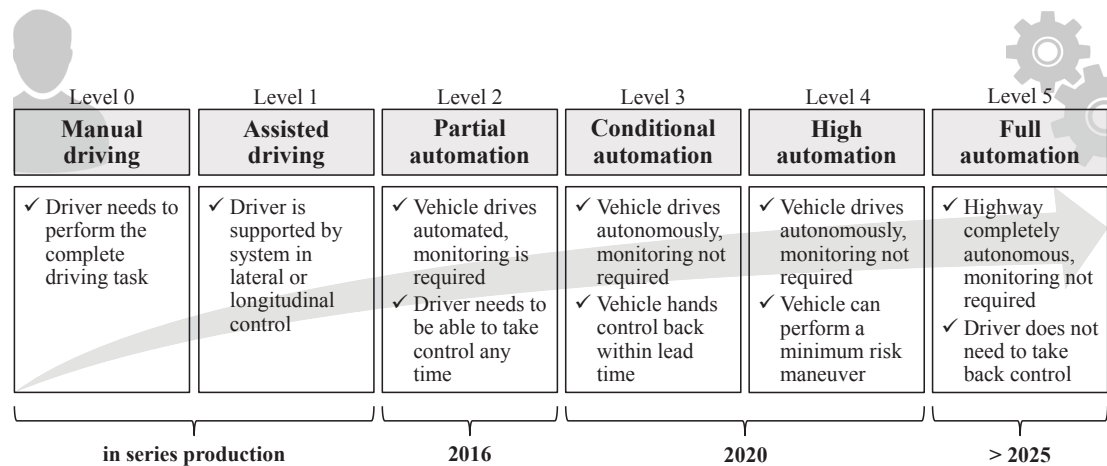 Level 0
Level 1
Level 2
Level 3
Level 4
Level 5
Manual
driving
Assisted
driving
Partial
automation
Conditional
automation
High
automation
Full
automation
✓ Driver needs to
perform the
complete
driving task
✓ Driver is
supported by
system in
lateral or
longitudinal
control
✓ Vehicle drives
automated,
monitoring is
required
✓ Driver needs to
be able to take
control any
time
✓ Vehicle drives
autonomously,
monitoring not
required
✓ Vehicle hands
control back
within lead
time
✓ Vehicle drives
autonomously,
monitoring not
required
✓ Vehicle can
perform a
minimum risk
maneuver
✓ Highway
completely
autonomous,
monitoring not
required
✓ Driver does not
need to take
back control
in series production
2016
2020
> 2025